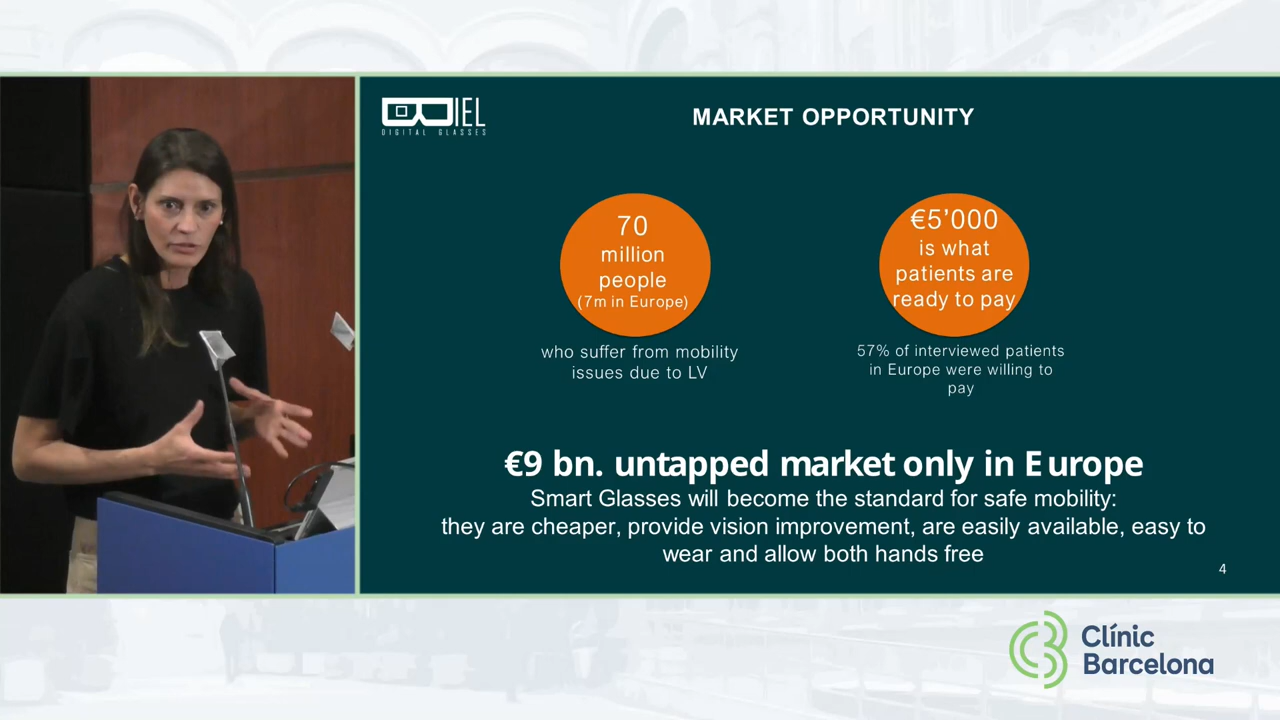 IEL
DIGITAL GLASSES
MARKET OPPORTUNITY
70
million
people
(7m in Europe)
who suffer from mobility
issues due to LV
€5’000
is what
patients are
ready to pay
57% of interviewed patients
in Europe were willing to
pay
€9 bn. untapped market only in Europe
Smart Glasses will become the standard for safe mobility:
they are cheaper, provide vision improvement, are easily available, easy to
wear and allow both hands free
4
Clínic
Barcelona